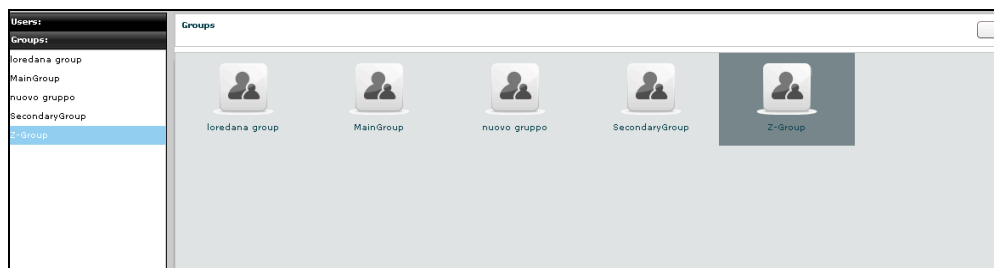 Users:
Groups:
loredana group
MainGroup
nuovo gruppo
SecondaryGroup
Z-Group
Groups
loredana group
MainGroup
nuovo gruppo
SecondaryGroup
Z-Group